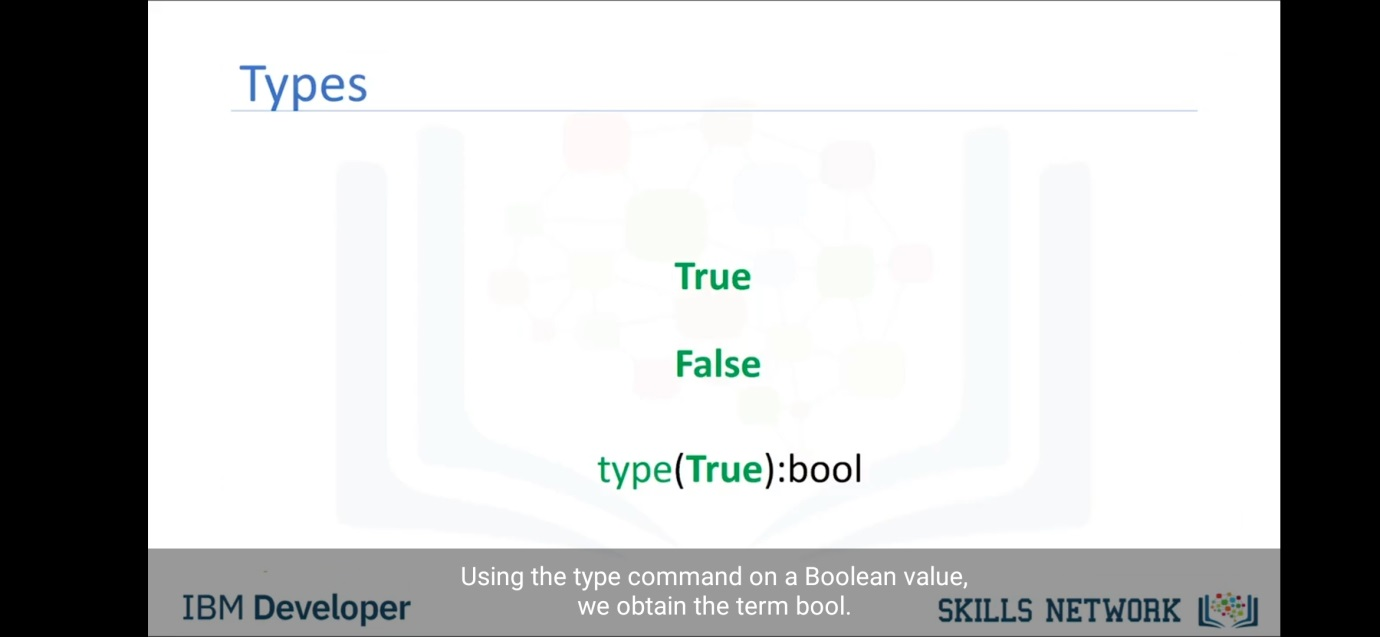 Types
True
False
type(True):bool
Using the type command on a Boolean value,
we obtain the term bool.
IBM Developer
SKILLS NETWORK